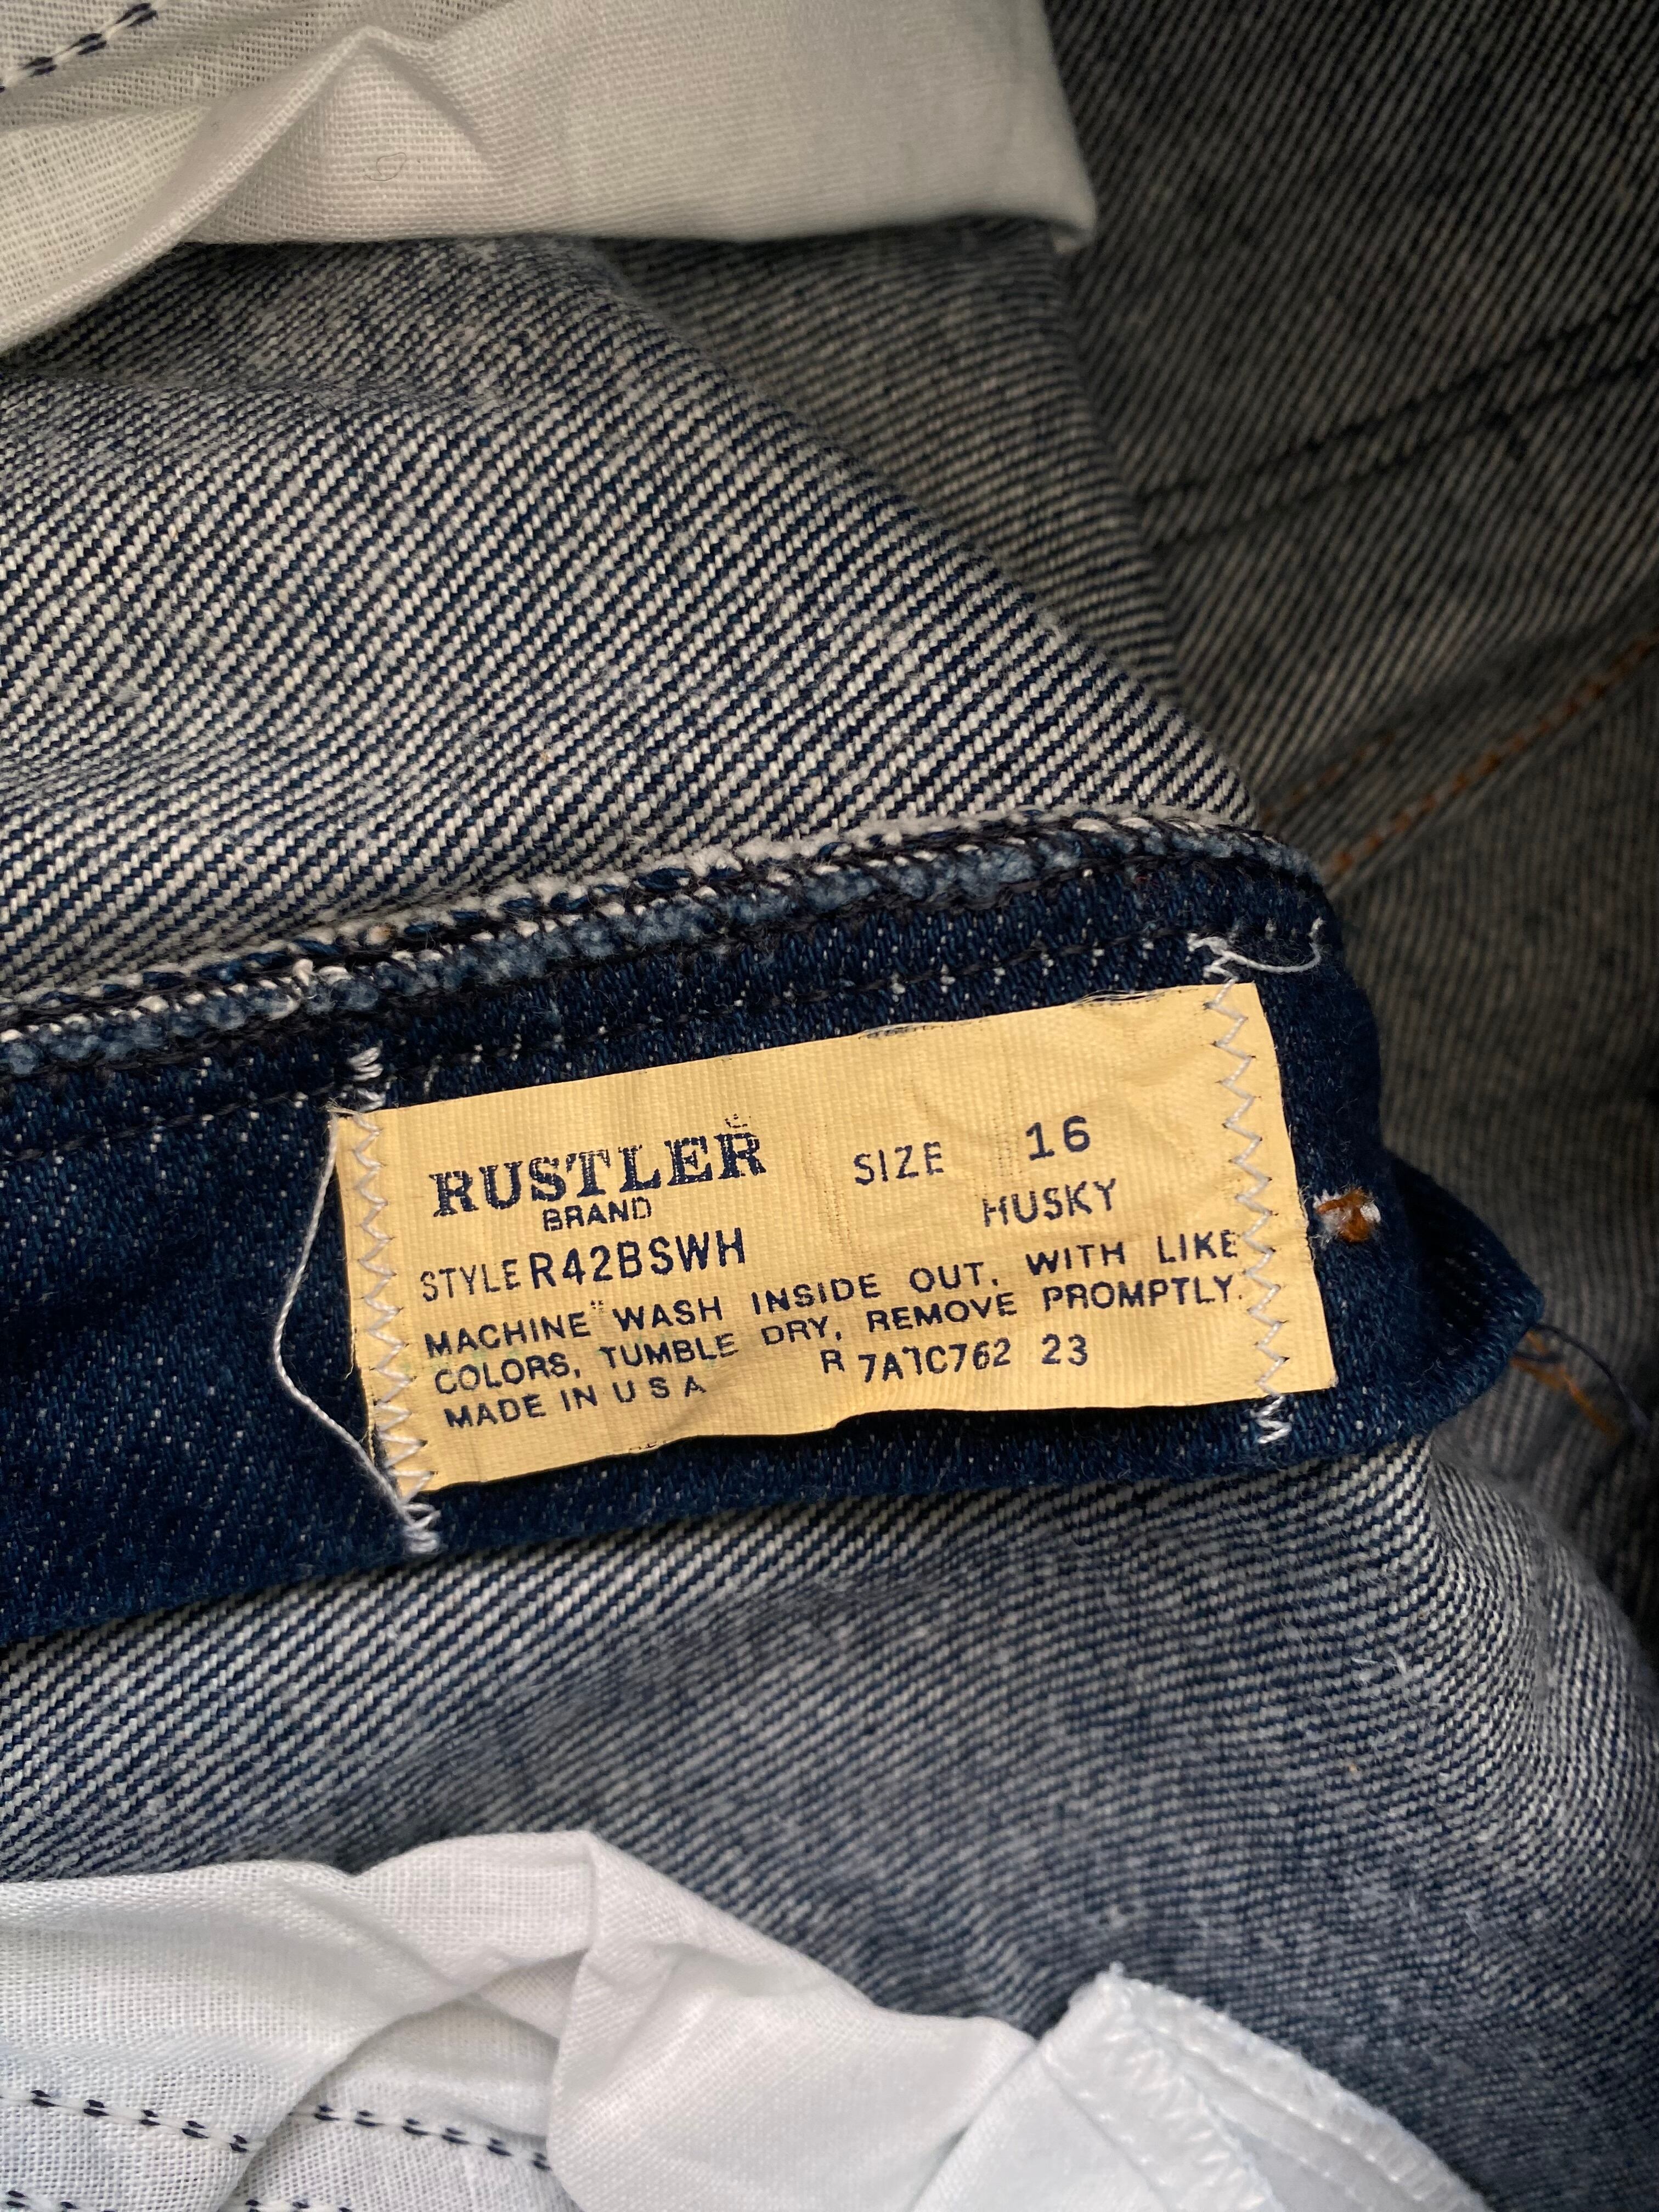 RUSTLER®
BRAND
SIZE 16
HUSKY
STYLE R42BSWH
MACHINE WASH INSIDE OUT, WITH LIKE
COLORS, TUMBLE DRY, REMOVE PROMPTLY.
MADE IN U S A R 7A1C762 23